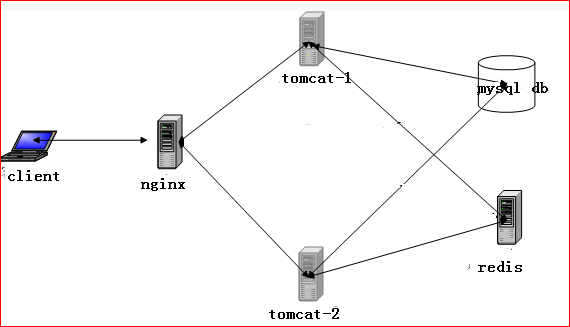 tomcat-1
mysql db
client
nginx
redis
tomcat-2